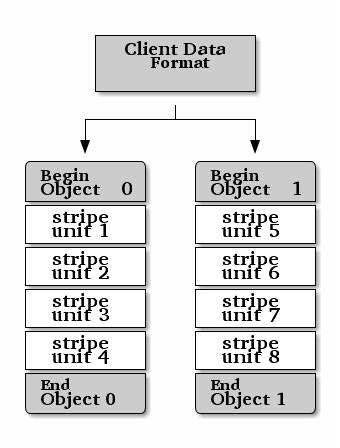 Client Data
Format
Begin
Object 0
stripe
unit 1
stripe
unit 2
stripe
unit 3
stripe
unit 4
End
Object 0
Begin
Object 1
stripe
unit 5
stripe
unit 6
stripe
unit 7
stripe
unit 8
End
Object 1